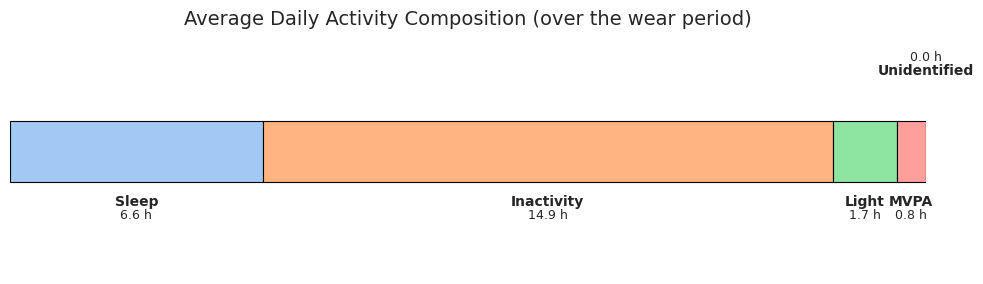 Average Daily Activity Composition (over the wear period)
0.0 h
Unidentified
Sleep
6.6 h
Inactivity
14.9 h
Light
1.7 h
MVPA
0.8 h